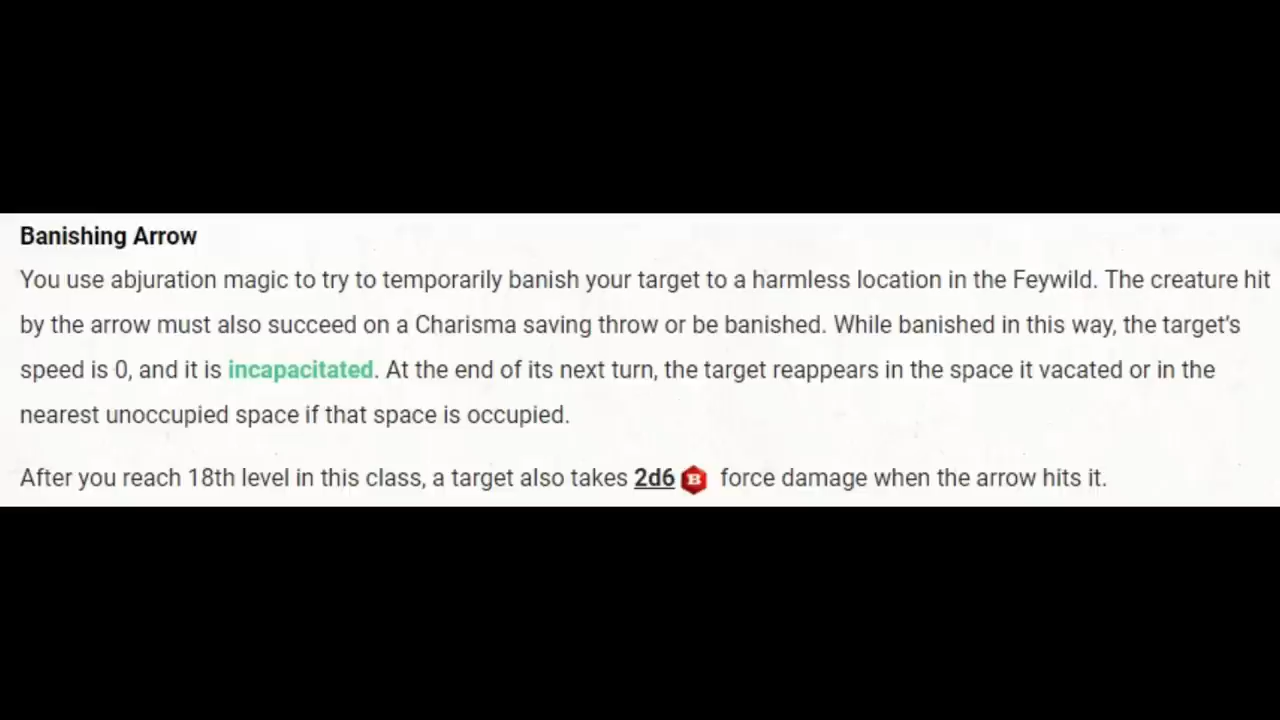 Banishing Arrow
You use abjuration magic to try to temporarily banish your target to a harmless location in the Feywild. The creature hit
by the arrow must also succeed on a Charisma saving throw or be banished. While banished in this way, the target's
speed is 0, and it is incapacitated. At the end of its next turn, the target reappears in the space it vacated or in the
nearest unoccupied space if that space is occupied.
After you reach 18th level in this class, a target also takes 2d6 B force damage when the arrow hits it.